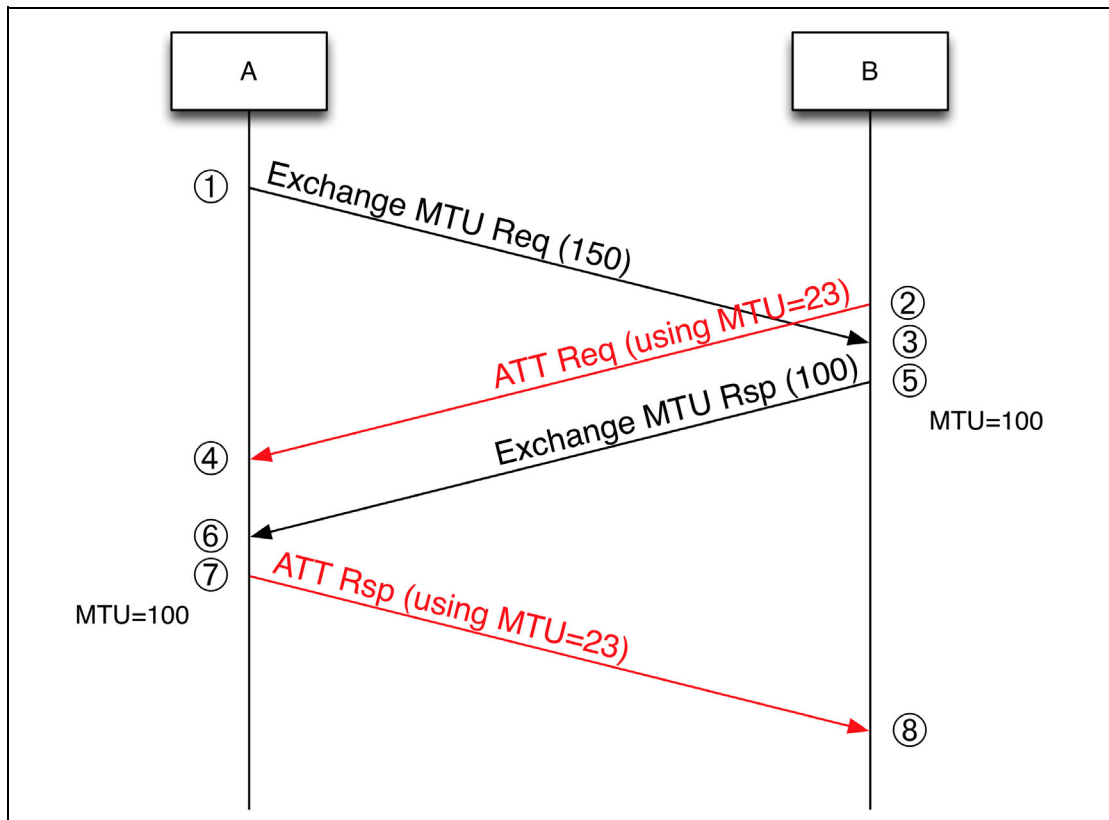 A
B
①
Exchange MTU Req (150)
②
ATT Req (using MTU=23)
③
⑤
Exchange MTU Rsp (100)
MTU=100
④
⑥
⑦
ATT Rsp (using MTU=23)
MTU=100
⑧